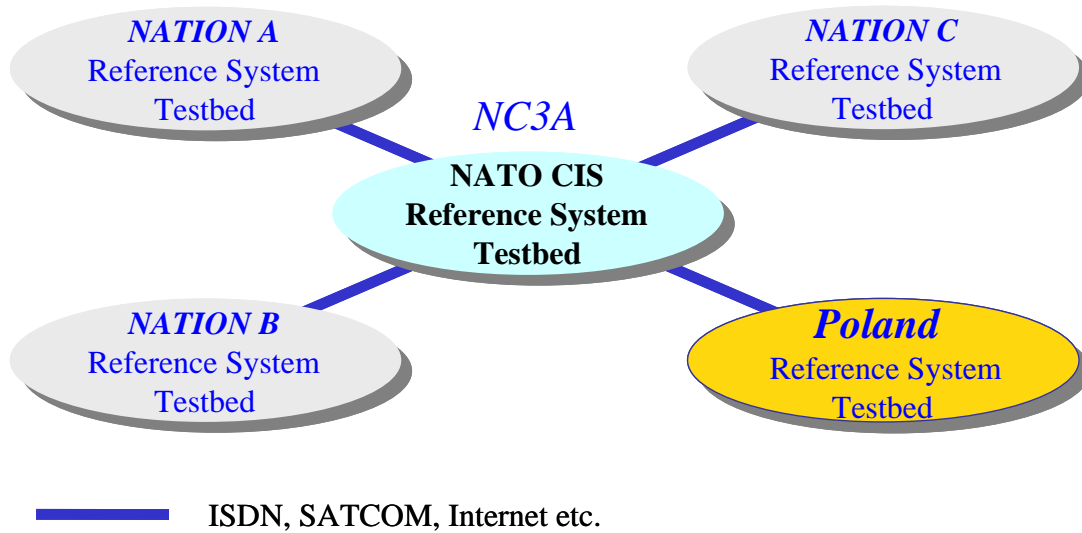 NATION A
Reference System
Testbed
NATION C
Reference System
Testbed
NC3A
NATO CIS
Reference System
Testbed
NATION B
Reference System
Testbed
Poland
Reference System
Testbed
ISDN, SATCOM, Internet etc.